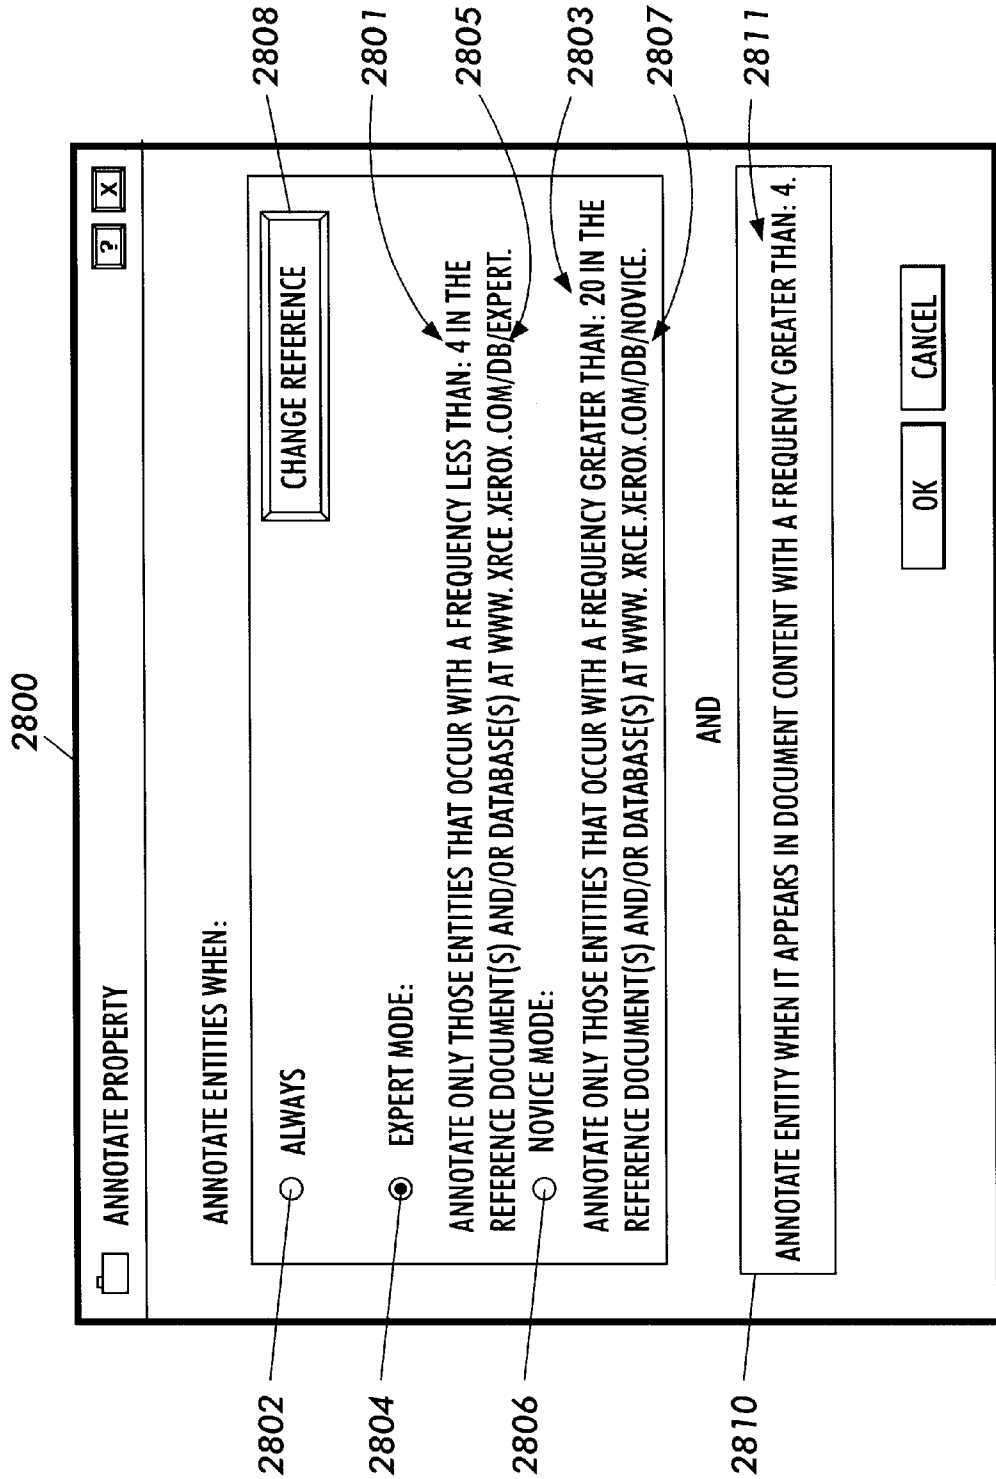 2800
ANNOTATE PROPERTY
? X
ANNOTATE ENTITIES WHEN:
CHANGE REFERENCE
2808
2802
ALWAYS
2804
EXPERT MODE:
2801
ANNOTATE ONLY THOSE ENTITIES THAT OCCUR WITH A FREQUENCY LESS THAN: 4 IN THE
REFERENCE DOCUMENT(S) AND/OR DATABASE(S) AT WWW. XRCE.XEROX.COM/DB/EXPERT.
2805
2806
NOVICE MODE:
2803
ANNOTATE ONLY THOSE ENTITIES THAT OCCUR WITH A FREQUENCY GREATER THAN: 20 IN THE
REFERENCE DOCUMENT(S) AND/OR DATABASE(S) AT WWW. XRCE.XEROX.COM/DB/NOVICE.
2807
AND
2810
ANNOTATE ENTITY WHEN IT APPEARS IN DOCUMENT CONTENT WITH A FREQUENCY GREATER THAN: 4.
2811
OK CANCEL